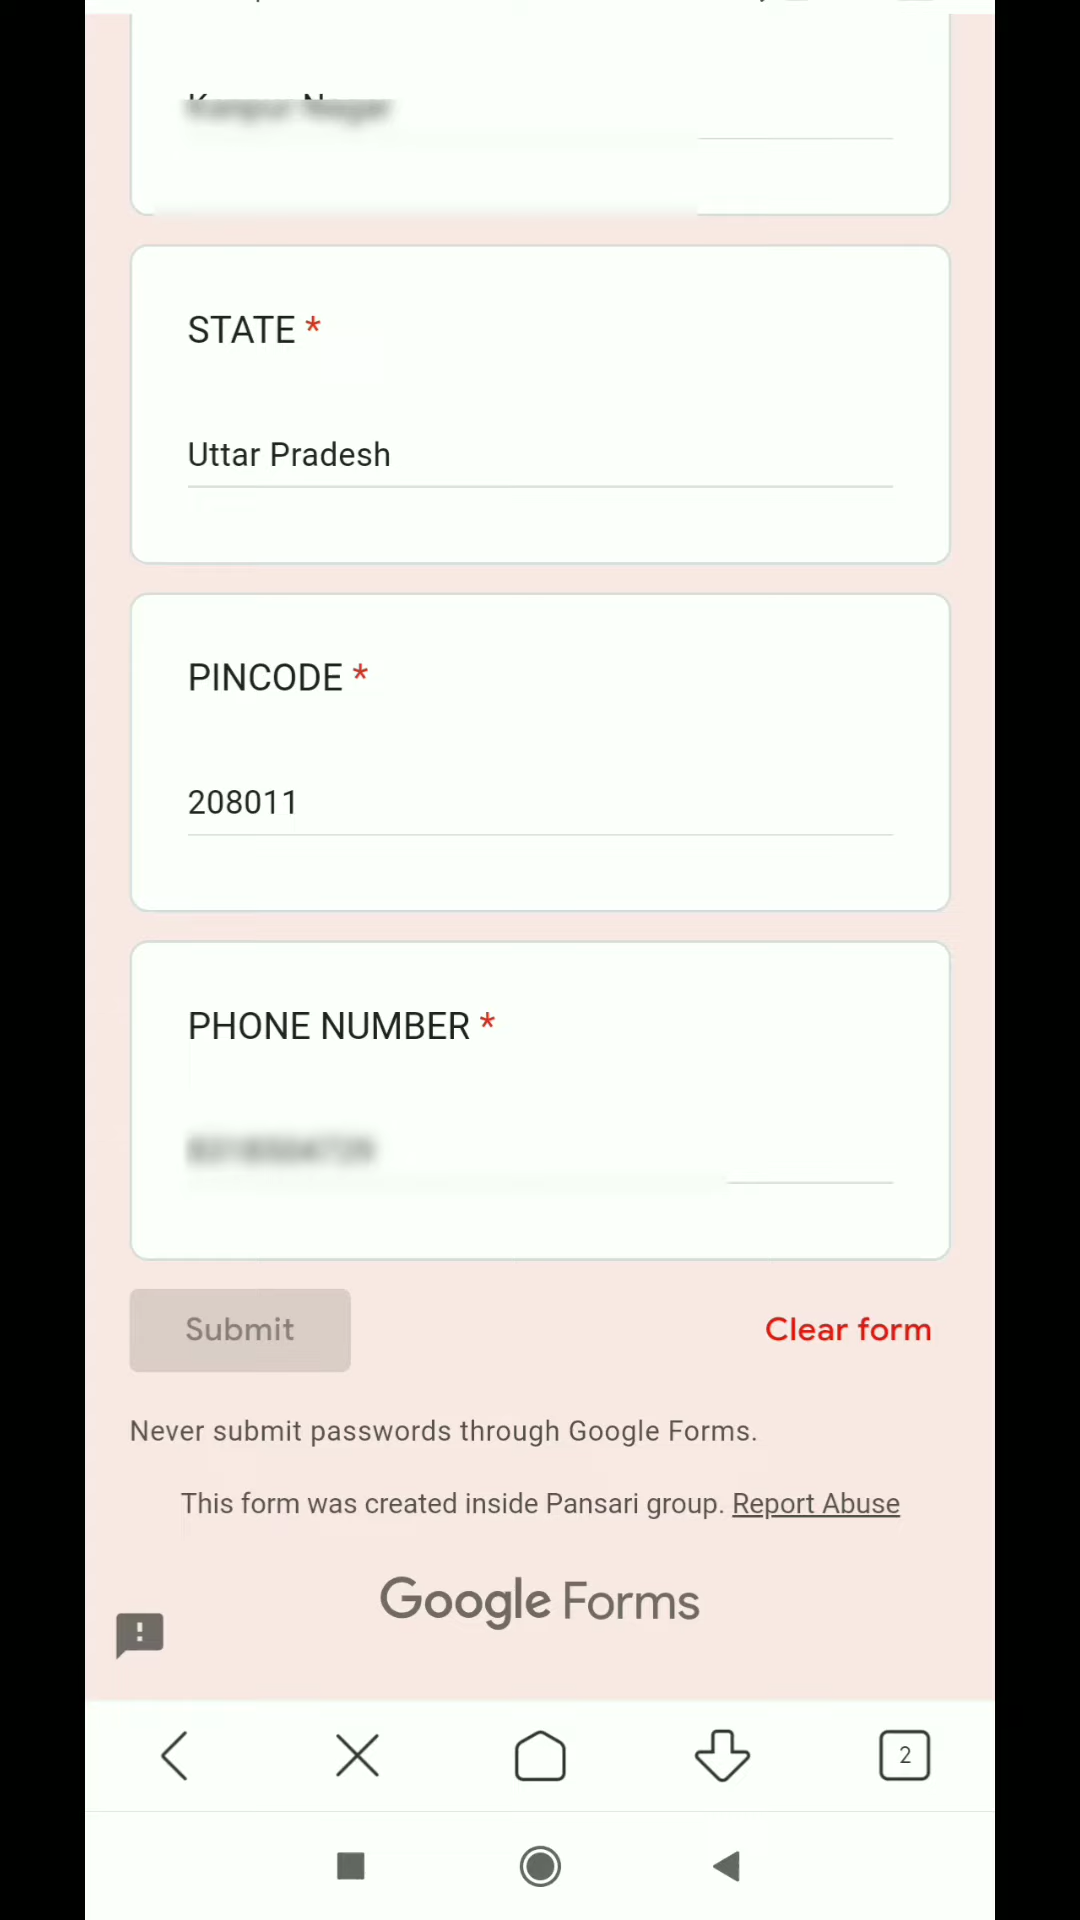 STATE *
Uttar Pradesh
PINCODE *
208011
PHONE NUMBER *
Submit
Clear form
Never submit passwords through Google Forms.
This form was created inside Pansari group. Report Abuse
Google Forms
2